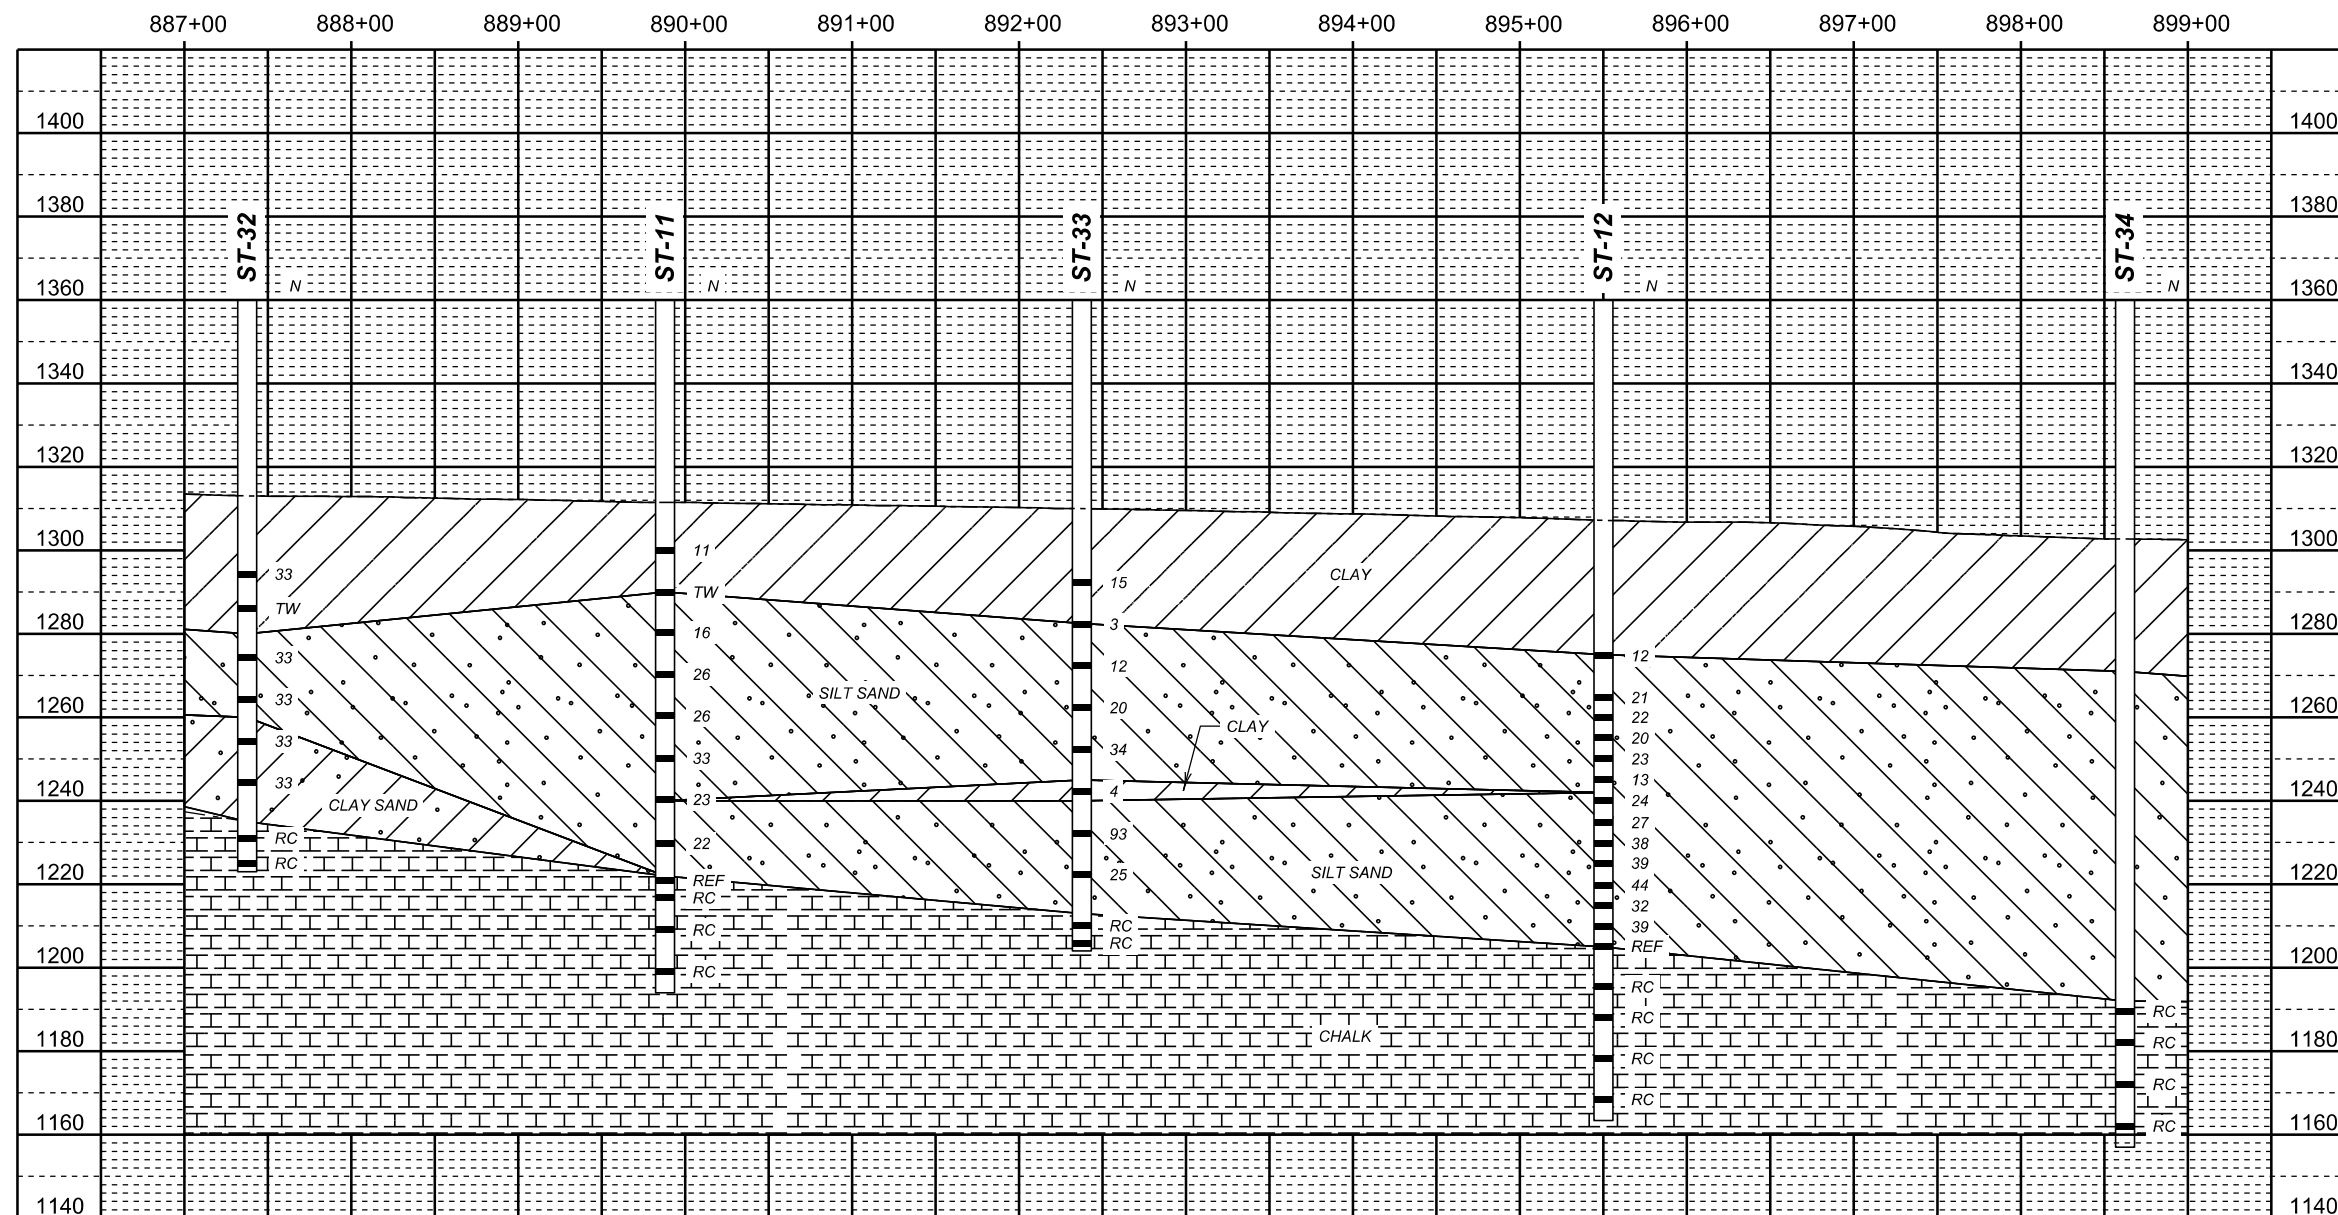 887+00 888+00 889+00 890+00 891+00 892+00 893+00 894+00 895+00 896+00 897+00 898+00 899+00
1400 1400
1380 1380
ST-32 ST-11 ST-33 ST-12 ST-34
N N N N N
1360 1360
1340 1340
1320 1320
1300 11 1300
33 15 CLAY
TW TW
1280 16 3 1280
33 26 12 12
33 SILT SAND 20 21
1260 26 22 1260
33 CLAY 20
33 34 23
33 13
1240 CLAY SAND 23 4 24 1240
27
RC 22 93 38
RC 39
1220 REF 25 SILT SAND 44 1220
RC 32
RC RC 39
RC REF
1200 RC 1200
RC
RC RC
1180 CHALK RC 1180
RC RC
RC
1160 RC 1160
1140 1140